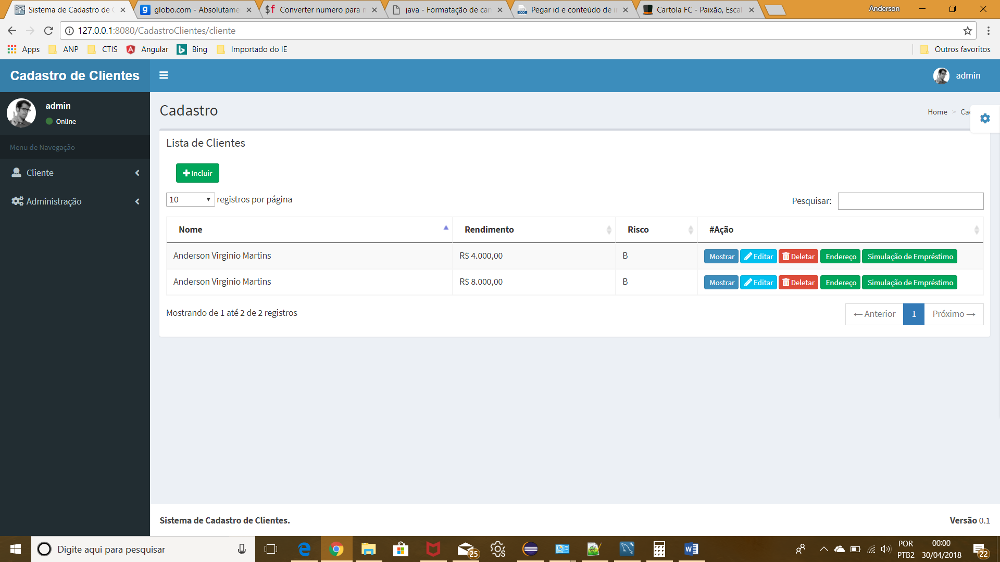 Sistema de Cadastro de C
globo.com - Absolutame
Converter numero para n
java - Formatação de car
Pegar id e conteúdo de i
Cartola FC - Paixão, Escal
Anderson
127.0.0.1:8080/CadastroClientes/cliente
Apps ANP CTIS Angular Bing Importado do IE Outros favoritos
Cadastro de Clientes
admin
admin
Online
Menu de Navegação
Cliente
Administração
Cadastro
Home > Cad
Lista de Clientes
Incluir
10 registros por página
Pesquisar:
Nome Rendimento Risco #Ação
Anderson Virginio Martins R$ 4.000,00 B Mostrar Editar Deletar Endereço Simulação de Empréstimo
Anderson Virginio Martins R$ 8.000,00 B Mostrar Editar Deletar Endereço Simulação de Empréstimo
Mostrando de 1 até 2 de 2 registros
← Anterior 1 Próximo →
Sistema de Cadastro de Clientes.
Versão 0.1
Digite aqui para pesquisar
25
POR
PTB2
00:00
30/04/2018
22